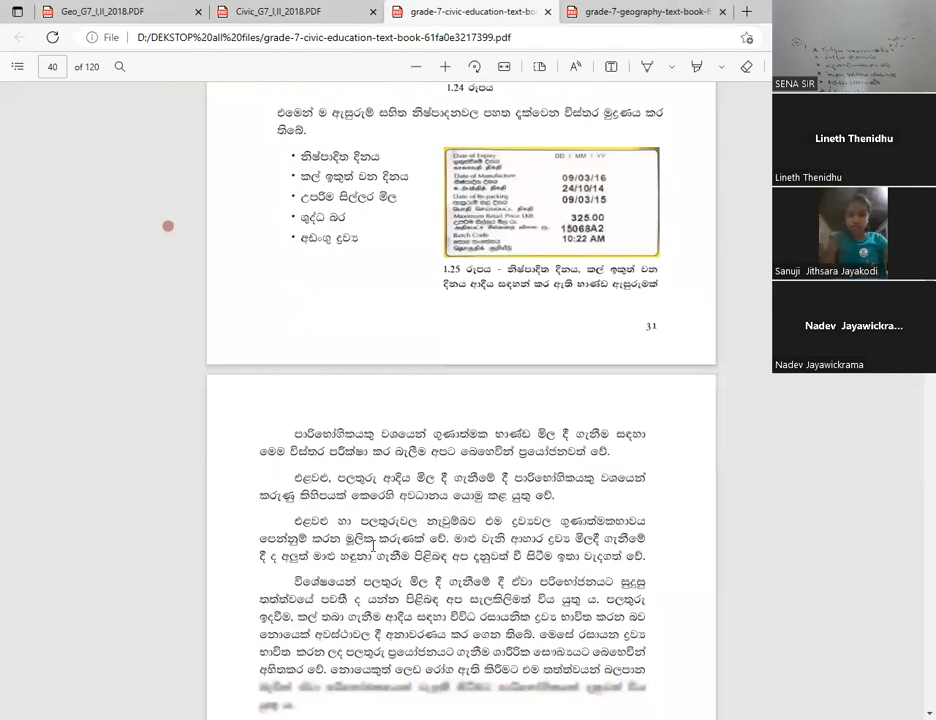 Geo_G7_I,II_2018.PDF
Civic_G7_I,II_2018.PDF
grade-7-civic-education-text-bo
grade-7-geography-text-book-6
File
D:/DEKSTOP%20all%20files/grade-7-civic-education-text-book-61fa0e3217399.pdf
40 of 120
1.24 රූපය
එමෙන් ම ඇසුරුම් සහිත නිෂ්පාදනවල පහත දැක්වෙන විස්තර මුද්‍රණය කර
තිබේ.
• නිෂ්පාදිත දිනය
• කල් ඉකුත් වන දිනය
• උපරිම සිල්ලර මිල
• ශුද්ධ බර
• අඩංගු ද්‍රව්‍ය
Date of Expiry DD / MM / YY
Date of Manufacture 09/03/16
24/10/14
Date of Re-packing 09/03/15
Maximum Retail Price 325.00
15068A2
Batch Code 10:22 AM
1.25 රූපය - නිෂ්පාදිත දිනය, කල් ඉකුත් වන
දිනය ආදිය සඳහන් කර ඇති භාණ්ඩ ඇසුරුමක්
31
පාරිභෝගිකයකු වශයෙන් ගුණාත්මක භාණ්ඩ මිල දී ගැනීම සඳහා
මෙම විස්තර පරීක්ෂා කර බැලීම අපට බෙහෙවින් ප්‍රයෝජනවත් වේ.
එළවළු, පලතුරු ආදිය මිල දී ගැනීමේ දී පාරිභෝගිකයකු වශයෙන්
කරුණු කිහිපයක් කෙරෙහි අවධානය යොමු කළ යුතු වේ.
එළවළු හා පලතුරුවල නැවුම්බව එම ද්‍රව්‍යවල ගුණාත්මකභාවය
පෙන්නුම් කරන මූලික කරුණක් වේ. මාළු වැනි ආහාර ද්‍රව්‍ය මිලදී ගැනීමේ
දී ද අලුත් මාළු හඳුනා ගැනීම පිළිබඳ අප දැනුවත් වී සිටීම ඉතා වැදගත් වේ.
විශේෂයෙන් පලතුරු මිල දී ගැනීමේ දී ඒවා පරිභෝජනයට සුදුසු
තත්ත්වයේ පවතී ද යන්න පිළිබඳ අප සැලකිලිමත් විය යුතු ය. පලතුරු
ඉදවීම, කල් තබා ගැනීම ආදිය සඳහා විවිධ රසායනික ද්‍රව්‍ය භාවිත කරන බව
නොයෙක් අවස්ථාවල දී අනාවරණය කර ගෙන තිබේ. මෙසේ රසායන ද්‍රව්‍ය
භාවිත කරන ලද පලතුරු ප්‍රයෝජනයට ගැනීම ශාරීරික සෞඛ්‍යයට බෙහෙවින්
අහිතකර වේ. නොයෙකුත් ලෙඩ රෝග ඇති කිරීමට එම තත්ත්වයන් බලපාන
SENA SIR
Lineth Thenidhu
Lineth Thenidhu
Sanuji Jithsara Jayakodi
Nadev Jayawickra...
Nadev Jayawickrama